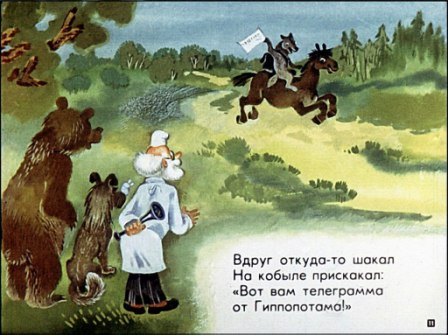 Вдруг откуда-то шакал
На кобыле прискакал:
«Вот вам телеграмма
от Гиппопотама!»
11